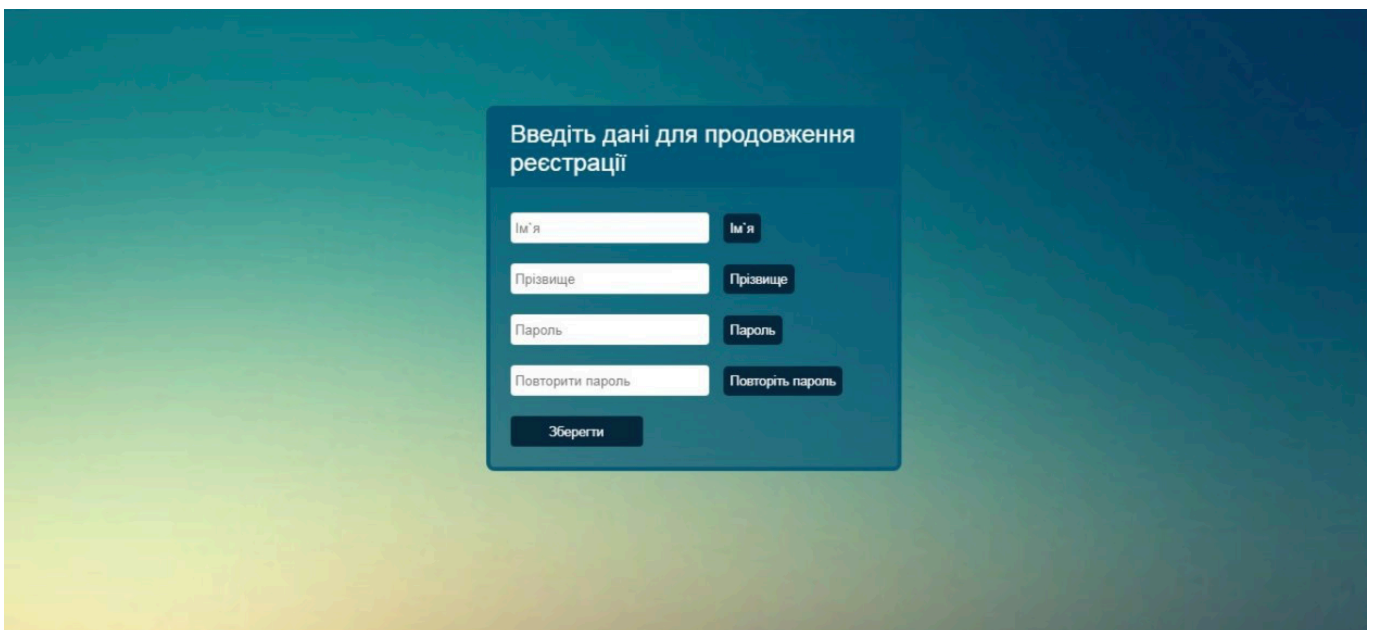 Введіть дані для продовження
реєстрації
Ім`я Ім`я
Прізвище Прізвище
Пароль Пароль
Повторити пароль Повторіть пароль
Зберегти